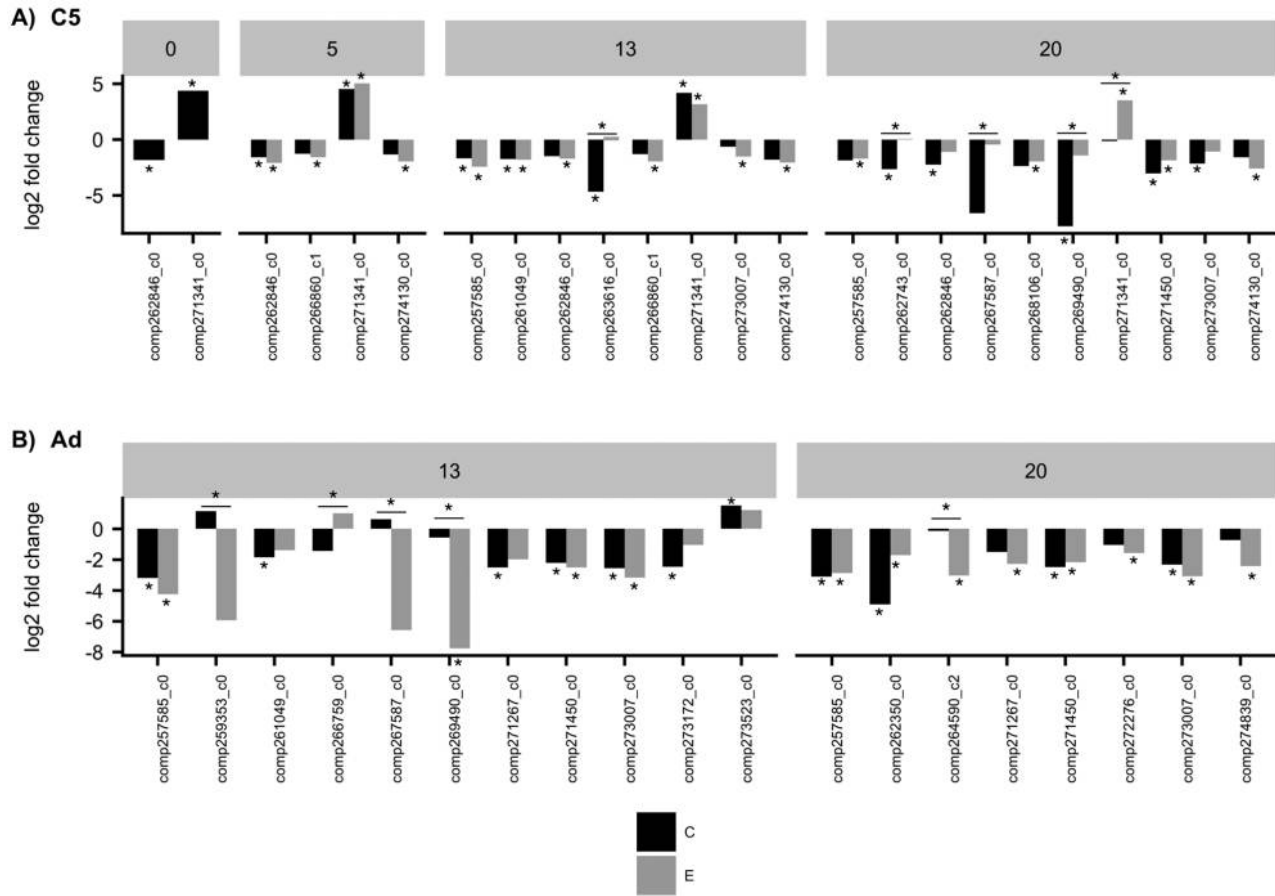 A) C5
0 5 13 20
5
0
-5
log2 fold change
* * * * * * * * * * * * * * * * * * * * * * * * * * * * * * * * *
comp262846_c0
comp271341_c0
comp262846_c0
comp266860_c1
comp271341_c0
comp274130_c0
comp257585_c0
comp261049_c0
comp262846_c0
comp263616_c0
comp266860_c1
comp271341_c0
comp273007_c0
comp274130_c0
comp257585_c0
comp262743_c0
comp262846_c0
comp267587_c0
comp268106_c0
comp269490_c0
comp271341_c0
comp271450_c0
comp273007_c0
comp274130_c0
B) Ad
13 20
0
-2
-4
-6
-8
log2 fold change
comp257585_c0
comp259353_c0
comp261049_c0
comp266759_c0
comp267587_c0
comp269490_c0
comp271267_c0
comp271450_c0
comp273007_c0
comp273172_c0
comp273523_c0
comp257585_c0
comp262350_c0
comp264590_c2
comp271267_c0
comp271450_c0
comp272276_c0
comp273007_c0
comp274839_c0
C
E